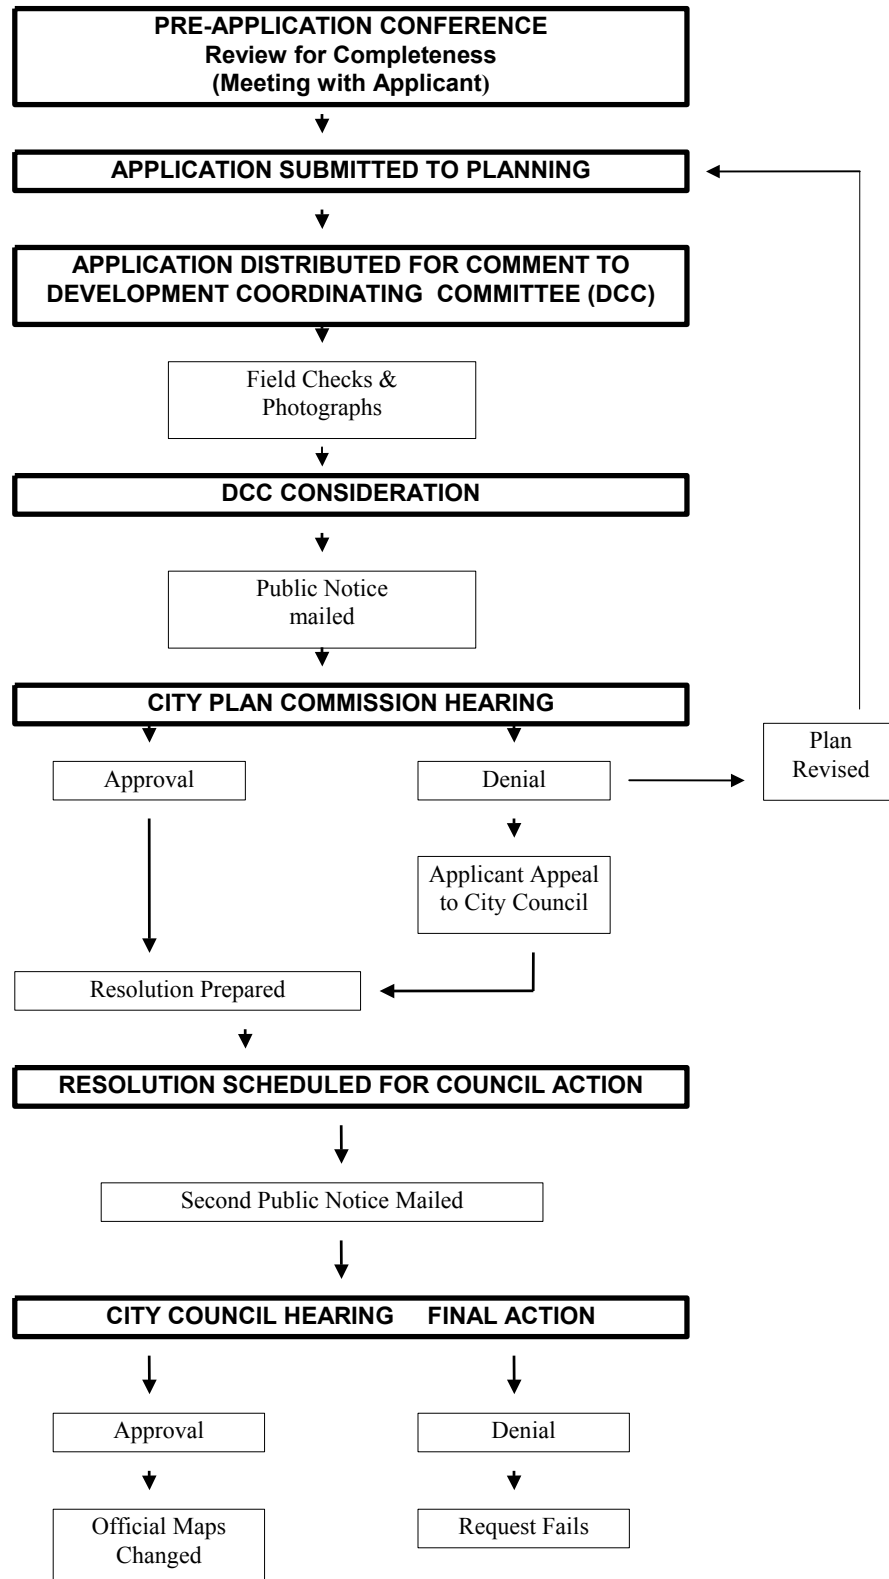 PRE-APPLICATION CONFERENCE
Review for Completeness
(Meeting with Applicant)
APPLICATION SUBMITTED TO PLANNING
APPLICATION DISTRIBUTED FOR COMMENT TO
DEVELOPMENT COORDINATING COMMITTEE (DCC)
Field Checks &
Photographs
DCC CONSIDERATION
Public Notice
mailed
CITY PLAN COMMISSION HEARING
Approval
Denial
Plan
Revised
Applicant Appeal
to City Council
Resolution Prepared
RESOLUTION SCHEDULED FOR COUNCIL ACTION
Second Public Notice Mailed
CITY COUNCIL HEARING FINAL ACTION
Approval
Denial
Official Maps
Changed
Request Fails